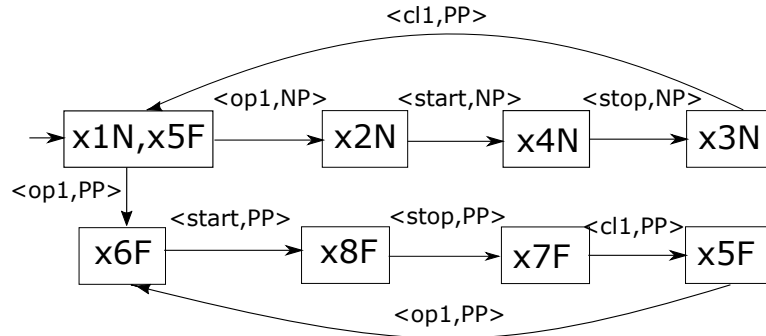 <cl1,PP>
<op1,NP> <start,NP> <stop,NP>
x1N,x5F x2N x4N x3N
<op1,PP>
<start,PP> <stop,PP> <cl1,PP>
x6F x8F x7F x5F
<op1,PP>